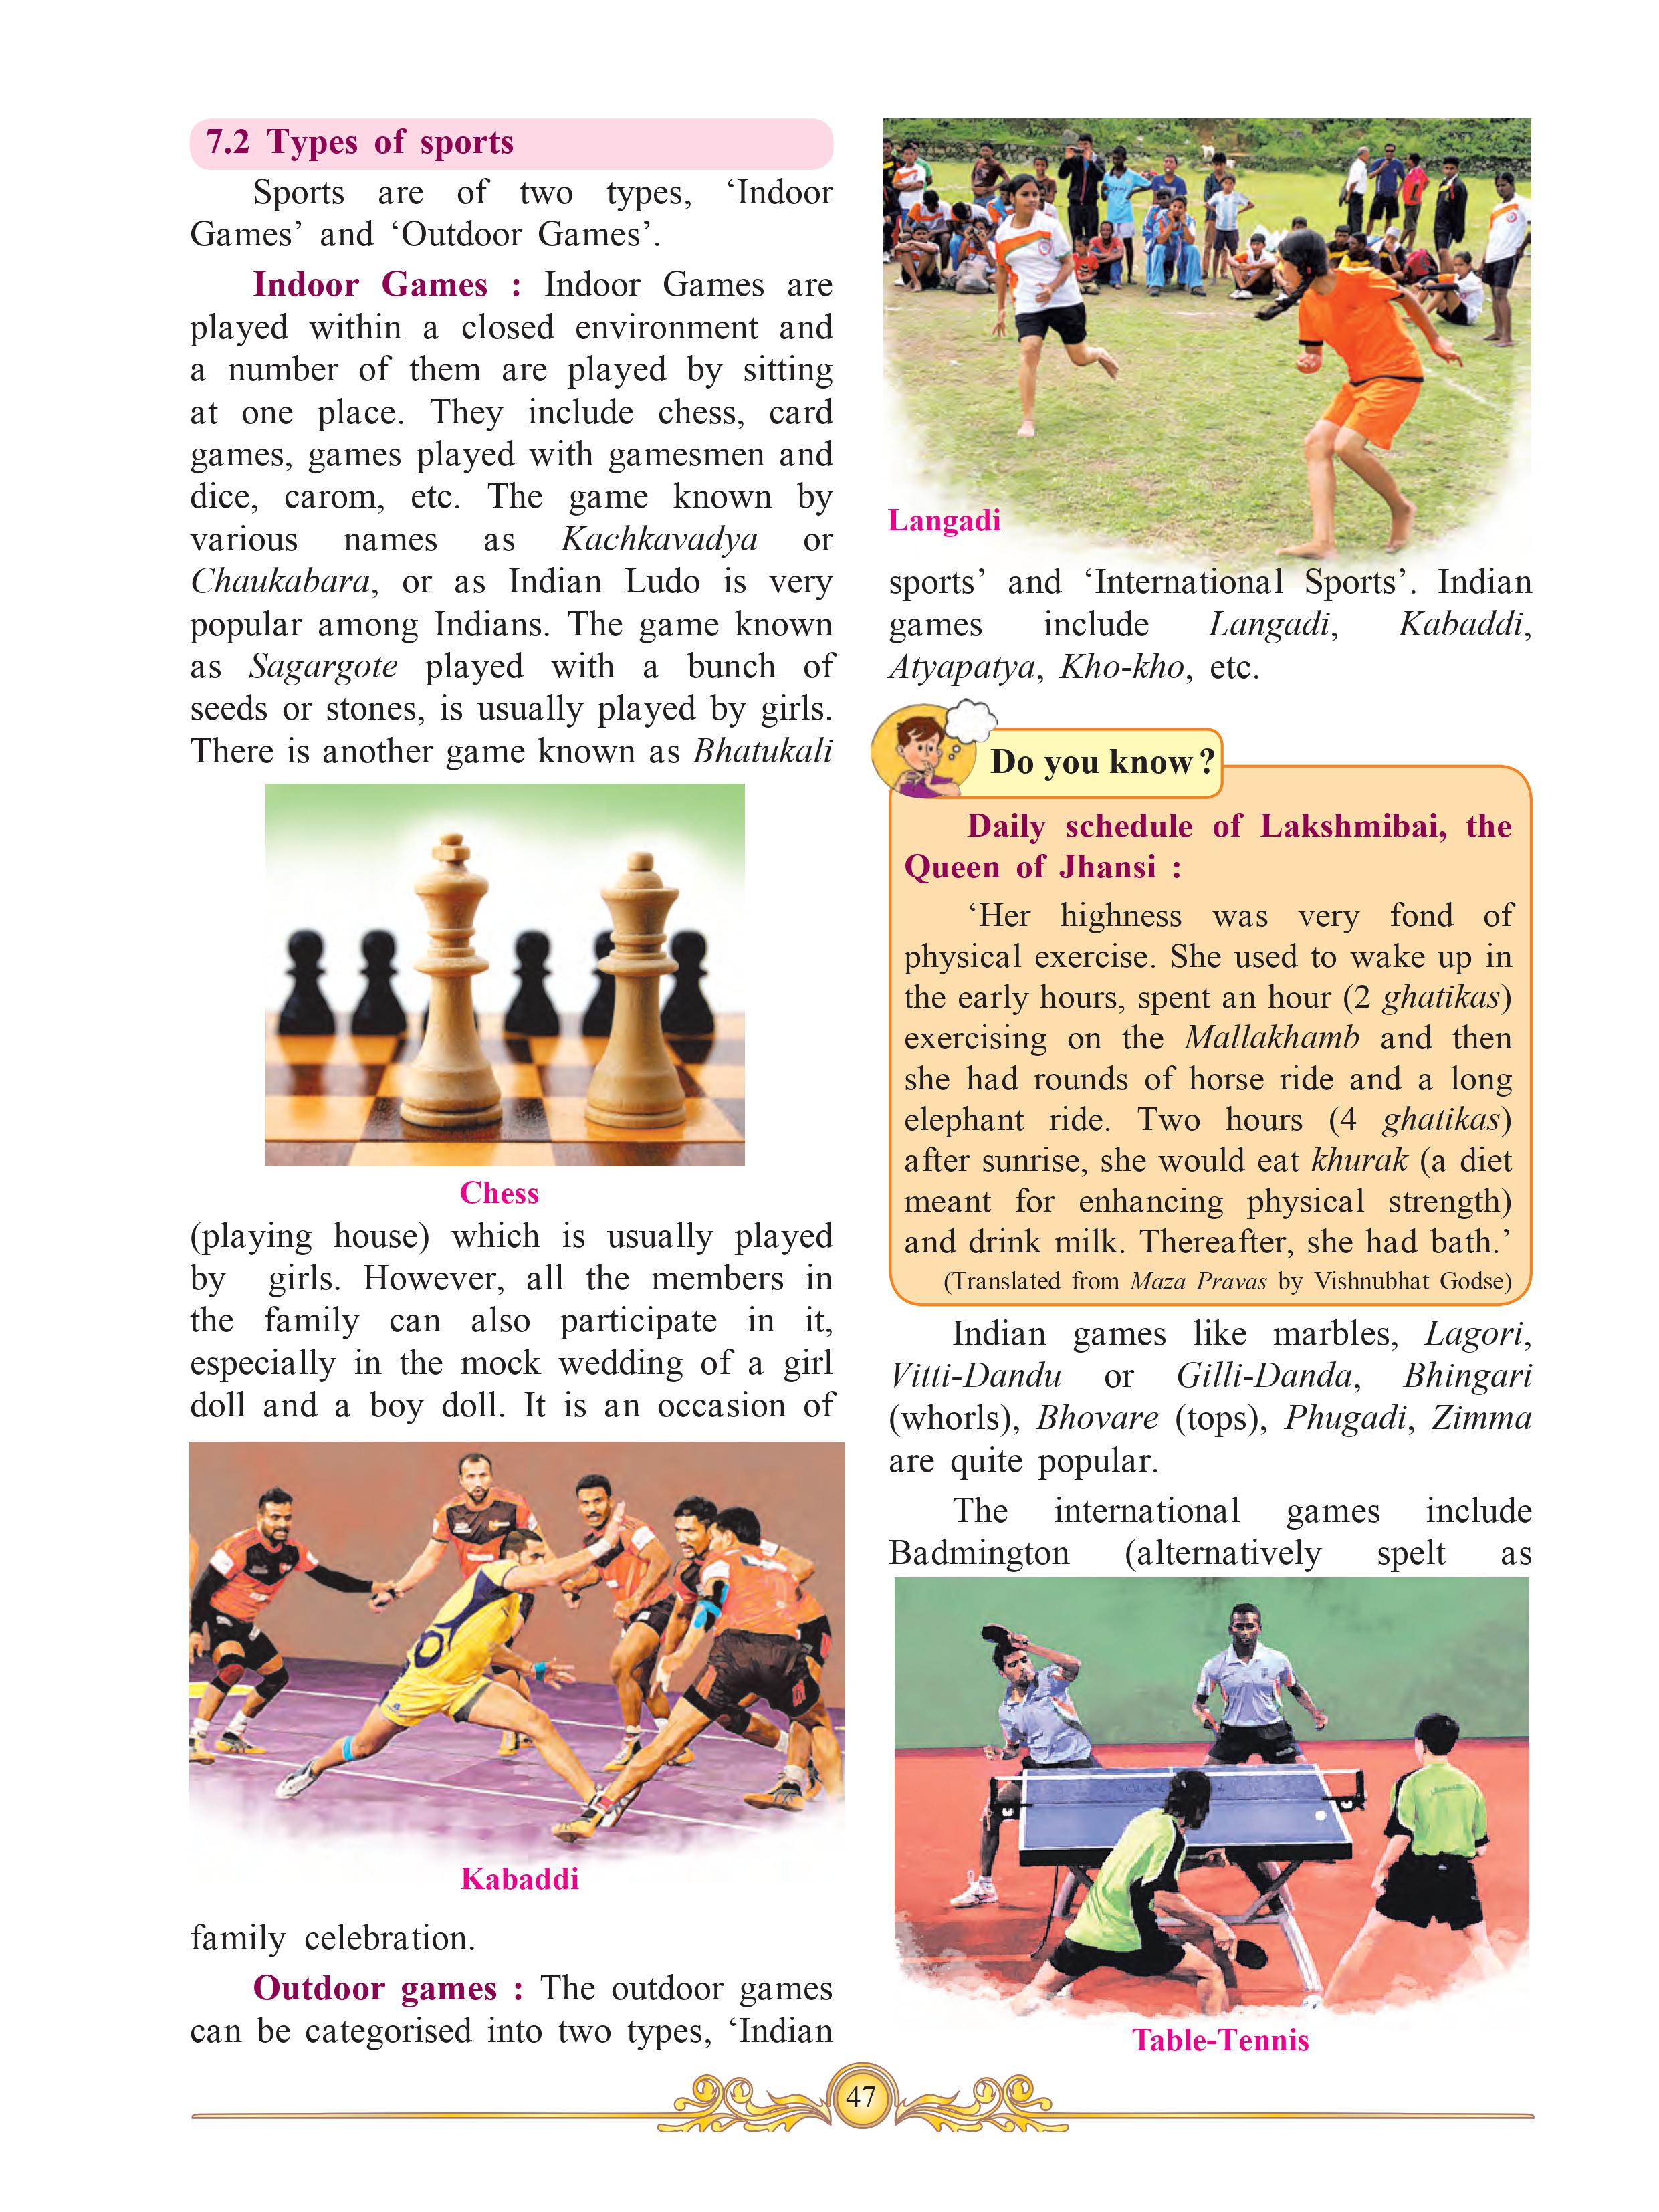 7.2 Types of sports
Sports are of two types, ‘Indoor
Games’ and ‘Outdoor Games’.
Indoor Games : Indoor Games are
played within a closed environment and
a number of them are played by sitting
at one place. They include chess, card
games, games played with gamesmen and
dice, carom, etc. The game known by
various names as Kachkavadya or
Chaukabara, or as Indian Ludo is very
popular among Indians. The game known
as Sagargote played with a bunch of
seeds or stones, is usually played by girls.
There is another game known as Bhatukali
Chess
(playing house) which is usually played
by girls. However, all the members in
the family can also participate in it,
especially in the mock wedding of a girl
doll and a boy doll. It is an occasion of
Kabaddi
family celebration.
Outdoor games : The outdoor games
can be categorised into two types, ‘Indian
Langadi
sports’ and ‘International Sports’. Indian
games include Langadi, Kabaddi,
Atyapatya, Kho-kho, etc.
Do you know?
Daily schedule of Lakshmibai, the
Queen of Jhansi :
‘Her highness was very fond of
physical exercise. She used to wake up in
the early hours, spent an hour (2 ghatikas)
exercising on the Mallakhamb and then
she had rounds of horse ride and a long
elephant ride. Two hours (4 ghatikas)
after sunrise, she would eat khurak (a diet
meant for enhancing physical strength)
and drink milk. Thereafter, she had bath.’
(Translated from Maza Pravas by Vishnubhat Godse)
Indian games like marbles, Lagori,
Vitti-Dandu or Gilli-Danda, Bhingari
(whorls), Bhovare (tops), Phugadi, Zimma
are quite popular.
The international games include
Badmington (alternatively spelt as
Table-Tennis
47